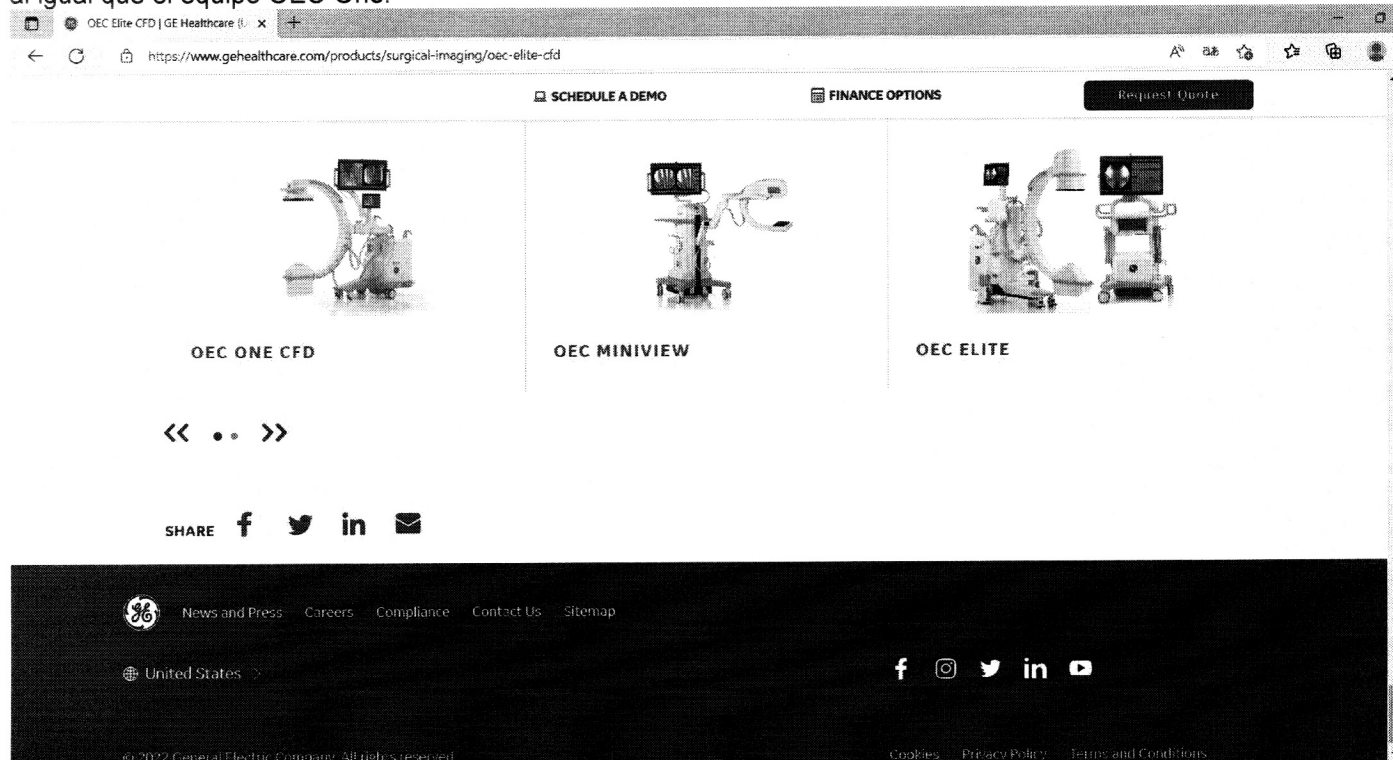 al igual que el equipo OEC One.
OEC Elite CFD | GE Healthcare (U
https://www.gehealthcare.com/products/surgical-imaging/oec-elite-cfd
SCHEDULE A DEMO
FINANCE OPTIONS
Request Quote
OEC ONE CFD
OEC MINIVIEW
OEC ELITE
SHARE
News and Press Careers Compliance Contact Us Sitemap
United States
© 2022 General Electric Company. All rights reserved.
Cookies Privacy Policy Terms and Conditions